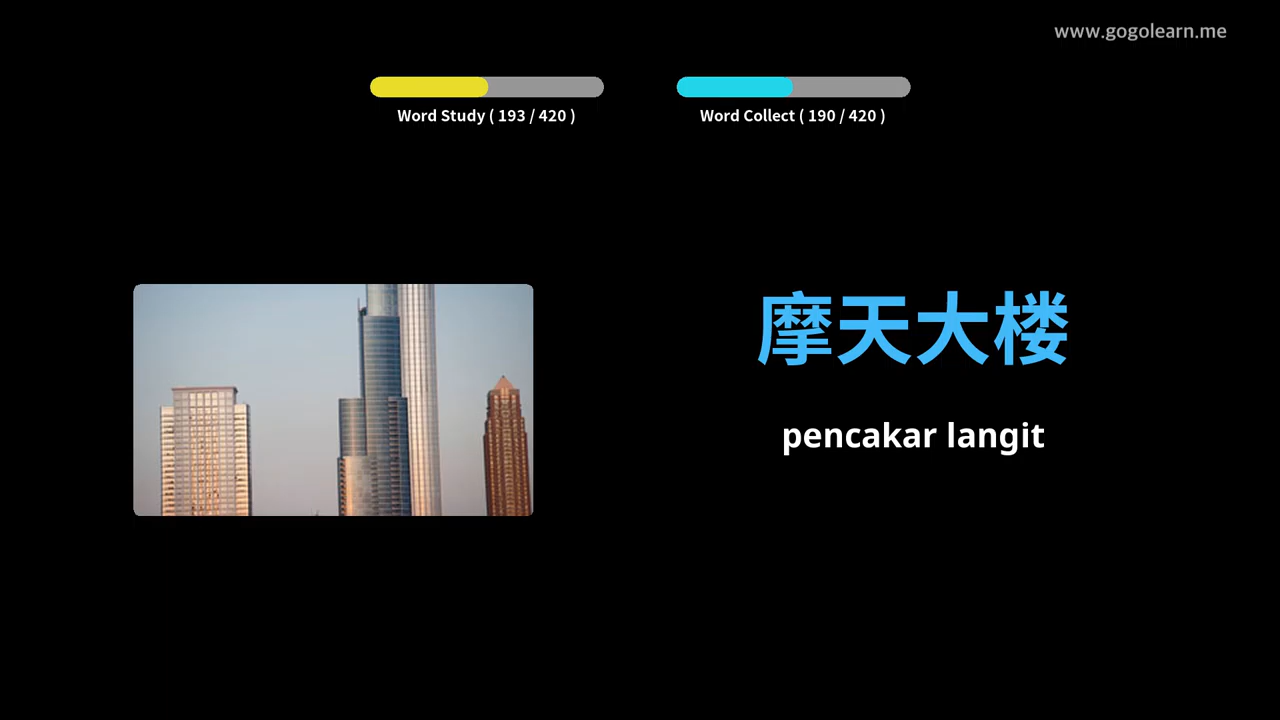 www.gogolearn.me
Word Study ( 193 / 420 )
Word Collect ( 190 / 420 )
摩天大楼
pencakar langit